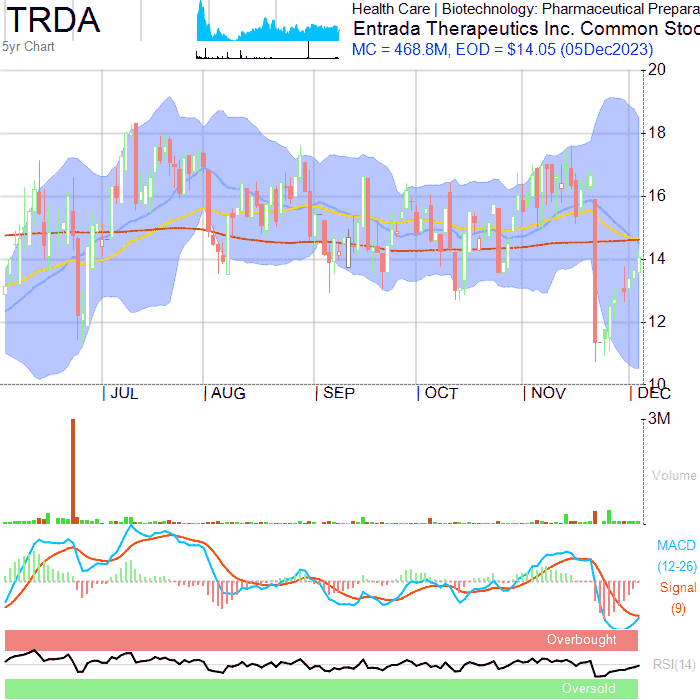 TRDA
5yr Chart
Health Care | Biotechnology: Pharmaceutical Prepara
Entrada Therapeutics Inc. Common Stoc
MC = 468.8M, EOD = $14.05 (05Dec2023)
20
18
16
14
12
10
JUL
AUG
SEP
OCT
NOV
DEC
3M
Volume
MACD
(12-26)
Signal
(9)
Overbought
RSI(14)
Oversold